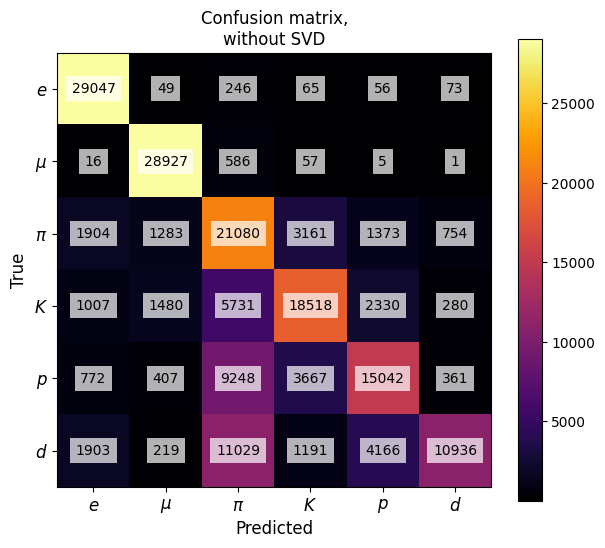 Confusion matrix,
without SVD
e 29047 49 246 65 56 73
μ 16 28927 586 57 5 1
π 1904 1283 21080 3161 1373 754
K 1007 1480 5731 18518 2330 280
p 772 407 9248 3667 15042 361
d 1903 219 11029 1191 4166 10936
e μ π K p d
True
Predicted
25000
20000
15000
10000
5000